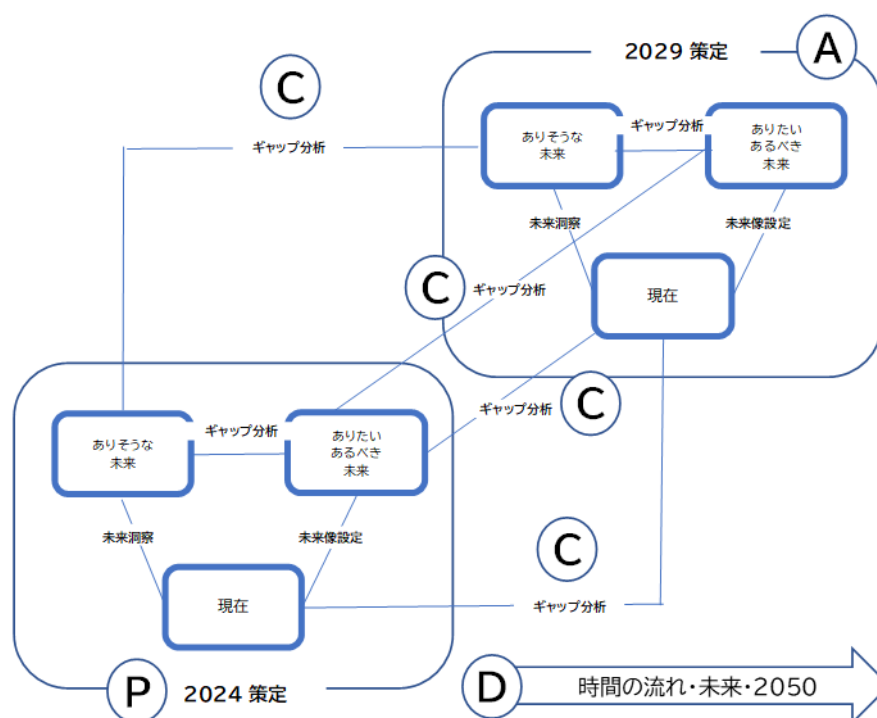 2029 策定
A
C
ギャップ分析
ありそうな
未来
ギャップ分析
ありたい
あるべき
未来
未来洞察
未来像設定
C
ギャップ分析
現在
C
ギャップ分析
ありそうな
未来
ギャップ分析
ありたい
あるべき
未来
未来洞察
未来像設定
現在
C
ギャップ分析
P
2024 策定
D
時間の流れ・未来・2050